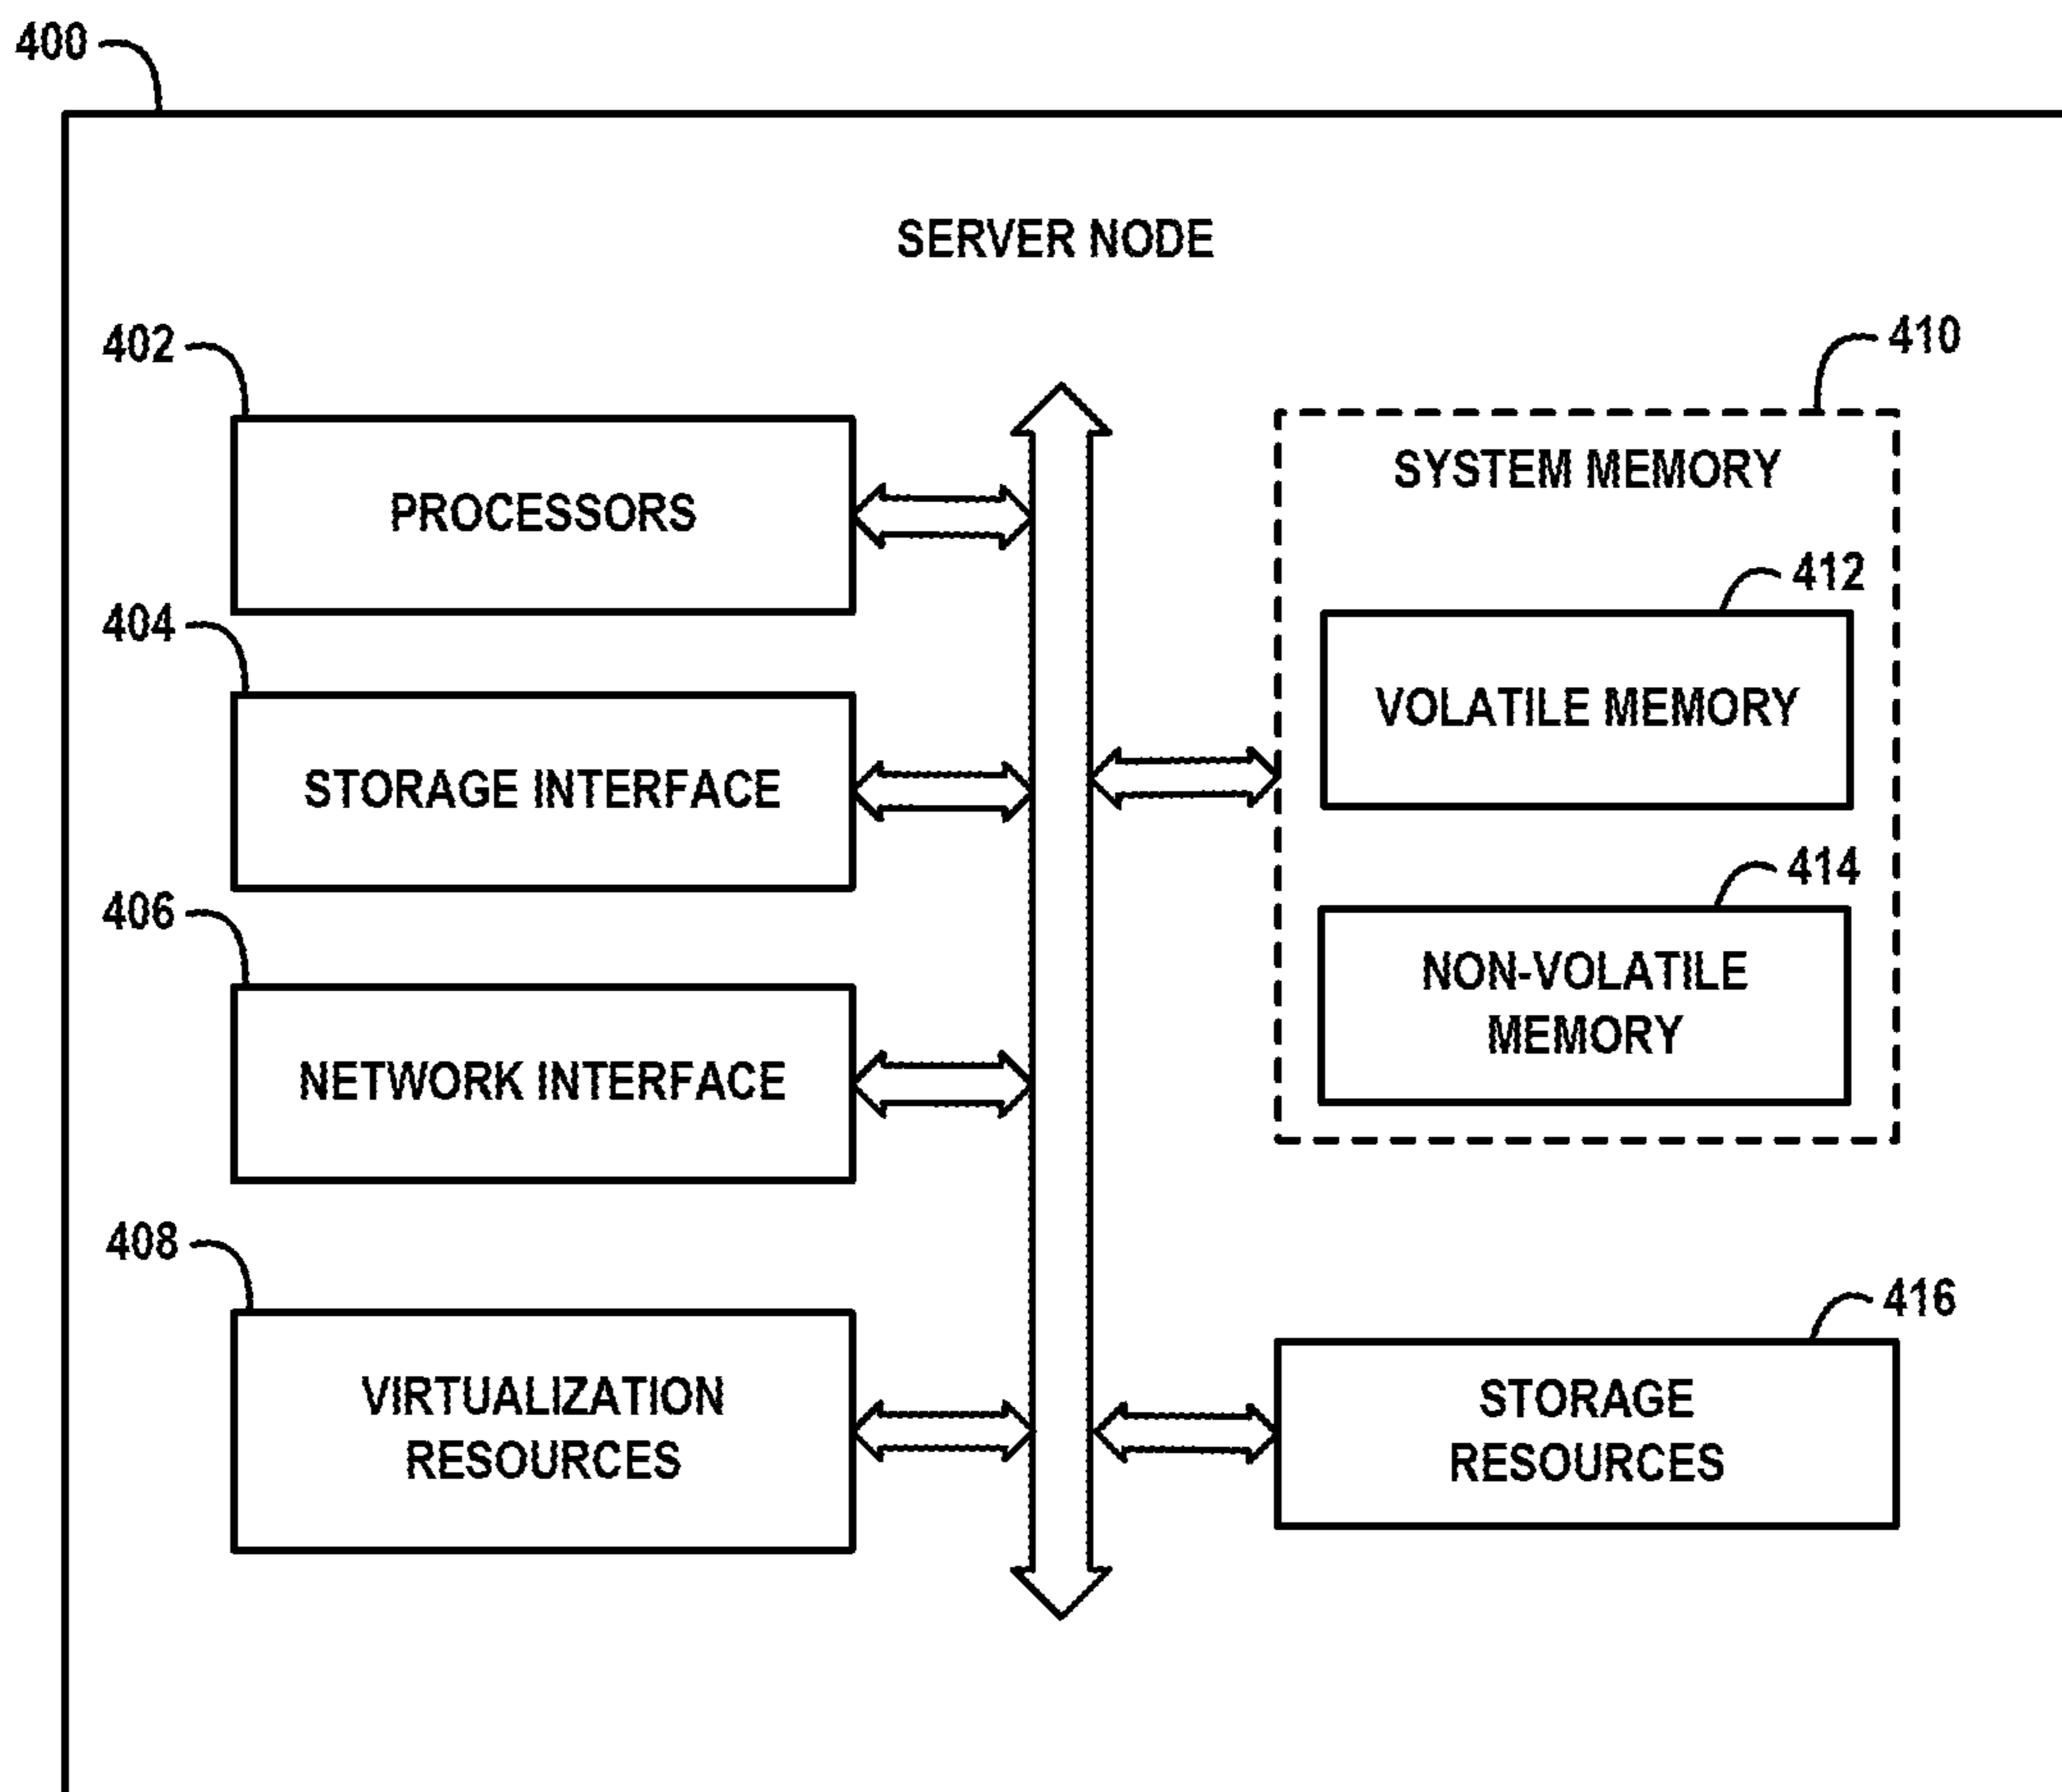 400
SERVER NODE
402
PROCESSORS
404
STORAGE INTERFACE
406
NETWORK INTERFACE
408
VIRTUALIZATION
RESOURCES
410
SYSTEM MEMORY
412
VOLATILE MEMORY
414
NON-VOLATILE
MEMORY
416
STORAGE
RESOURCES